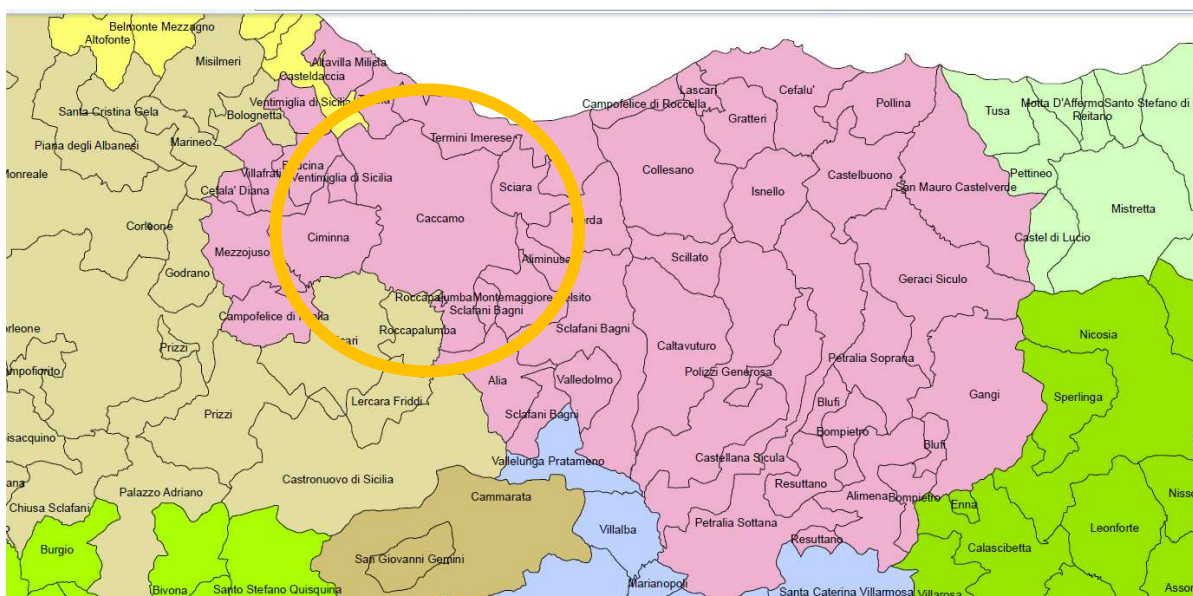 Belmonte Mezzagno
Altofonte
Misilmeri
Altavilla Milicia
Casteldaccia
Ventimiglia di Sicilia
Santa Cristina Gela
Bolognetta
Piana degli Albanesi
Marineo
Termini Imerese
Campofelice di Roccella
Lascari
Cefalu'
Gratteri
Pollina
Tusa
Motta D'Affermo
Santo Stefano di
Reitano
Monreale
Villafrati
Ventimiglia di Sicilia
Cefala' Diana
Sciara
Collesano
Isnello
Castelbuono
San Mauro Castelverde
Pettineo
Mistretta
Caccamo
Corleone
Ciminna
Mezzojuso
Godrano
Aliminusa
Scillato
Castel di Lucio
Geraci Siculo
Roccapalumba
Sclafani Bagni
Campofelice di
Roccapalumba
Sclafani Bagni
Nicosia
Prizzi
Caltavuturo
Petralia Soprana
Alia
Valledolmo
Polizzi Generosa
Gangi
Sperlinga
Lercara Friddi
Blufi
Prizzi
Sclafani Bagni
Bompietro
Blufi
Vallelunga Pratameno
Castellana Sicula
Castronuovo di Sicilia
Resuttano
Palazzo Adriano
Cammarata
Alimena
Bompietro
Chiusa Sclafani
Enna
Villalba
Petralia Sottana
Leonforte
Resuttano
Burgio
Calascibetta
San Giovanni Gemini
Marianopoli
Bivona
Santo Stefano Quisquina
Santa Caterina Villarmosa
Villarosa